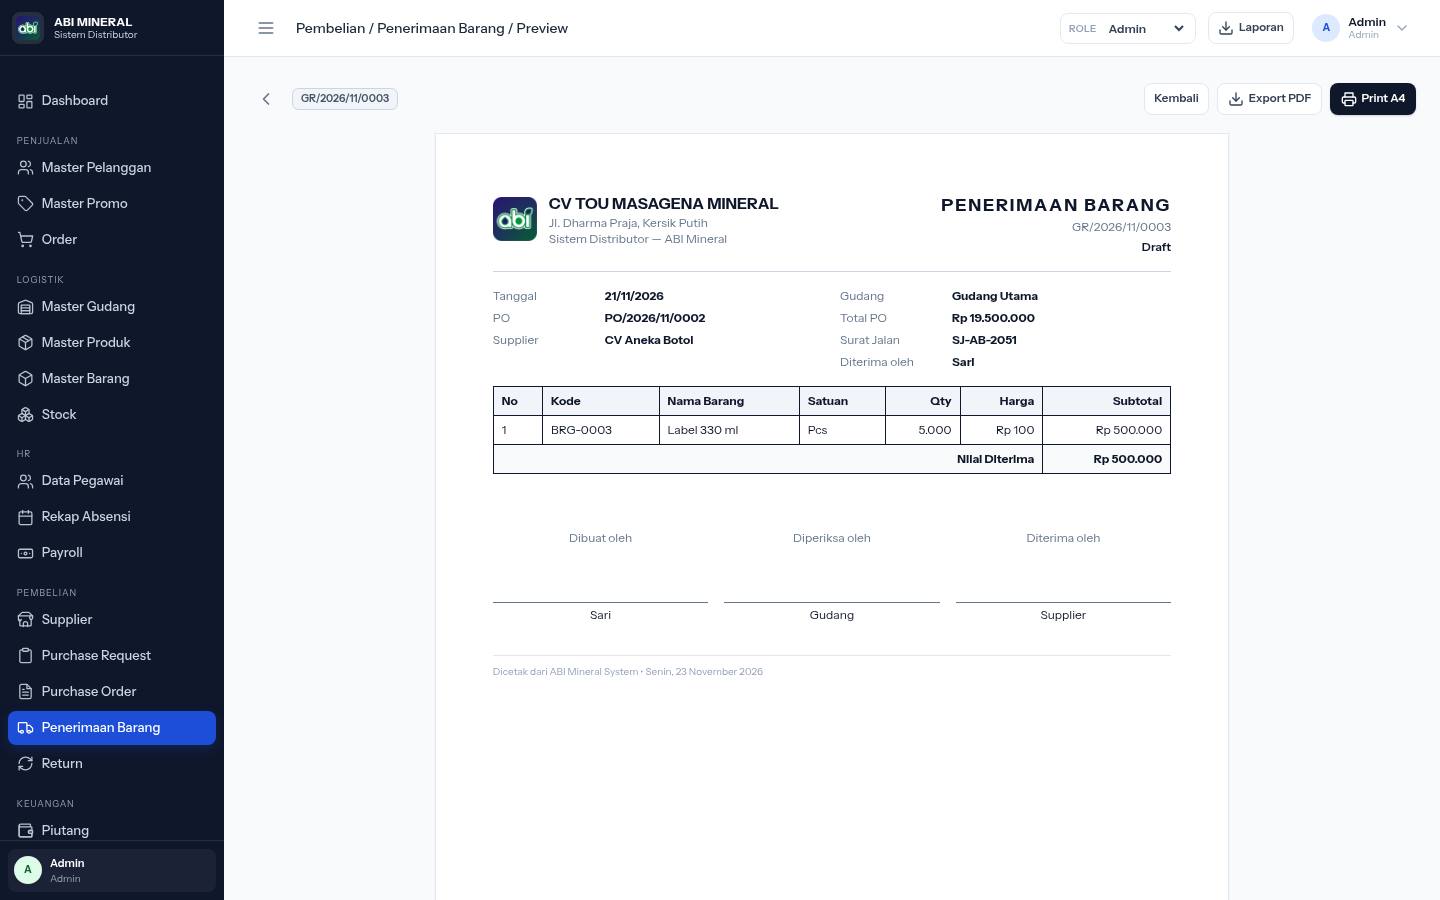 abi
ABI MINERAL
Sistem Distributor
Dashboard
PENJUALAN
Master Pelanggan
Master Promo
Order
LOGISTIK
Master Gudang
Master Produk
Master Barang
Stock
HR
Data Pegawai
Rekap Absensi
Payroll
PEMBELIAN
Supplier
Purchase Request
Purchase Order
Penerimaan Barang
Return
KEUANGAN
Piutang
A
Admin
Admin
Pembelian / Penerimaan Barang / Preview
ROLE Admin
Laporan
A
Admin
Admin
GR/2026/11/0003
Kembali
Export PDF
Print A4
abi
CV TOU MASAGENA MINERAL
Jl. Dharma Praja, Kersik Putih
Sistem Distributor — ABI Mineral
PENERIMAAN BARANG
GR/2026/11/0003
Draft
Tanggal 21/11/2026
PO PO/2026/11/0002
Supplier CV Aneka Botol
Gudang Gudang Utama
Total PO Rp 19.500.000
Surat Jalan SJ-AB-2051
Diterima oleh Sari
No Kode Nama Barang Satuan Qty Harga Subtotal
1 BRG-0003 Label 330 ml Pcs 5.000 Rp 100 Rp 500.000
Nilai Diterima Rp 500.000
Dibuat oleh Diperiksa oleh Diterima oleh
Sari Gudang Supplier
Dicetak dari ABI Mineral System • Senin, 23 November 2026